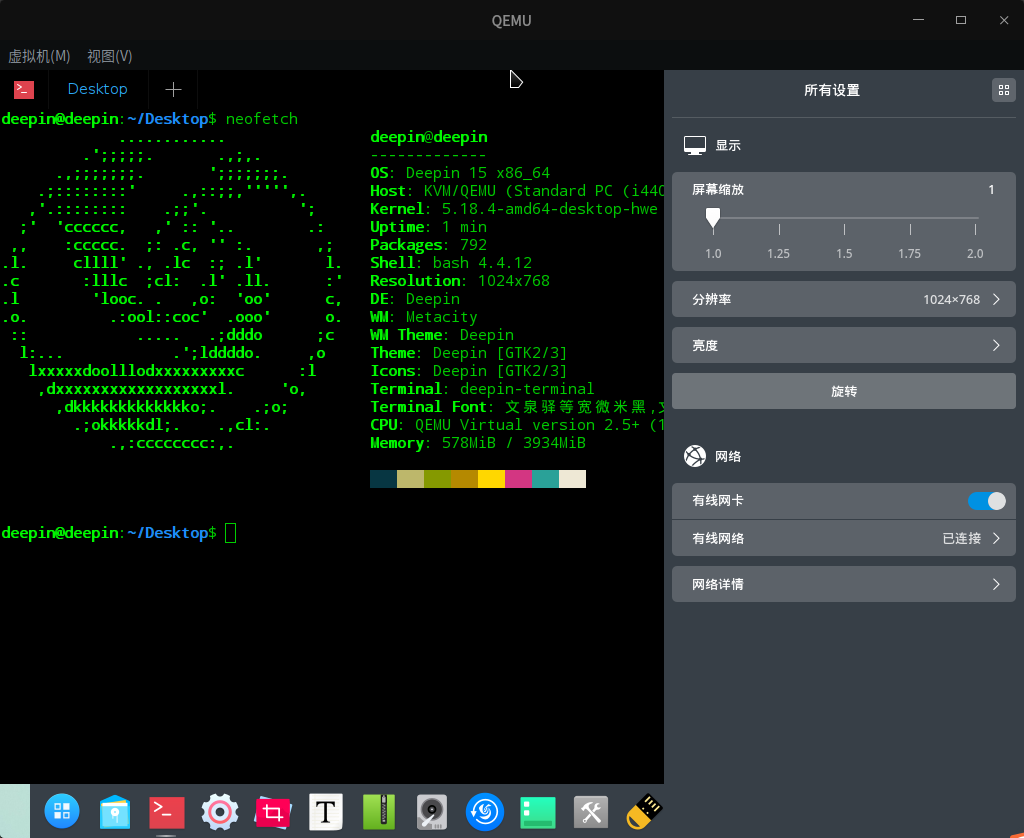 QEMU
虚拟机(M) 视图(V)
Desktop
deepin@deepin:~/Desktop$ neofetch
deepin@deepin
-------------
OS: Deepin 15 x86_64
Host: KVM/QEMU (Standard PC (i440
Kernel: 5.18.4-amd64-desktop-hwe
Uptime: 1 min
Packages: 792
Shell: bash 4.4.12
Resolution: 1024x768
DE: Deepin
WM: Metacity
WM Theme: Deepin
Theme: Deepin [GTK2/3]
Icons: Deepin [GTK2/3]
Terminal: deepin-terminal
Terminal Font: 文泉驿等宽微米黑,
CPU: QEMU Virtual version 2.5+ (1
Memory: 578MiB / 3934MiB
deepin@deepin:~/Desktop$
所有设置
显示
屏幕缩放 1
1.0 1.25 1.5 1.75 2.0
分辨率 1024×768
亮度
旋转
网络
有线网卡
有线网络 已连接
网络详情
T